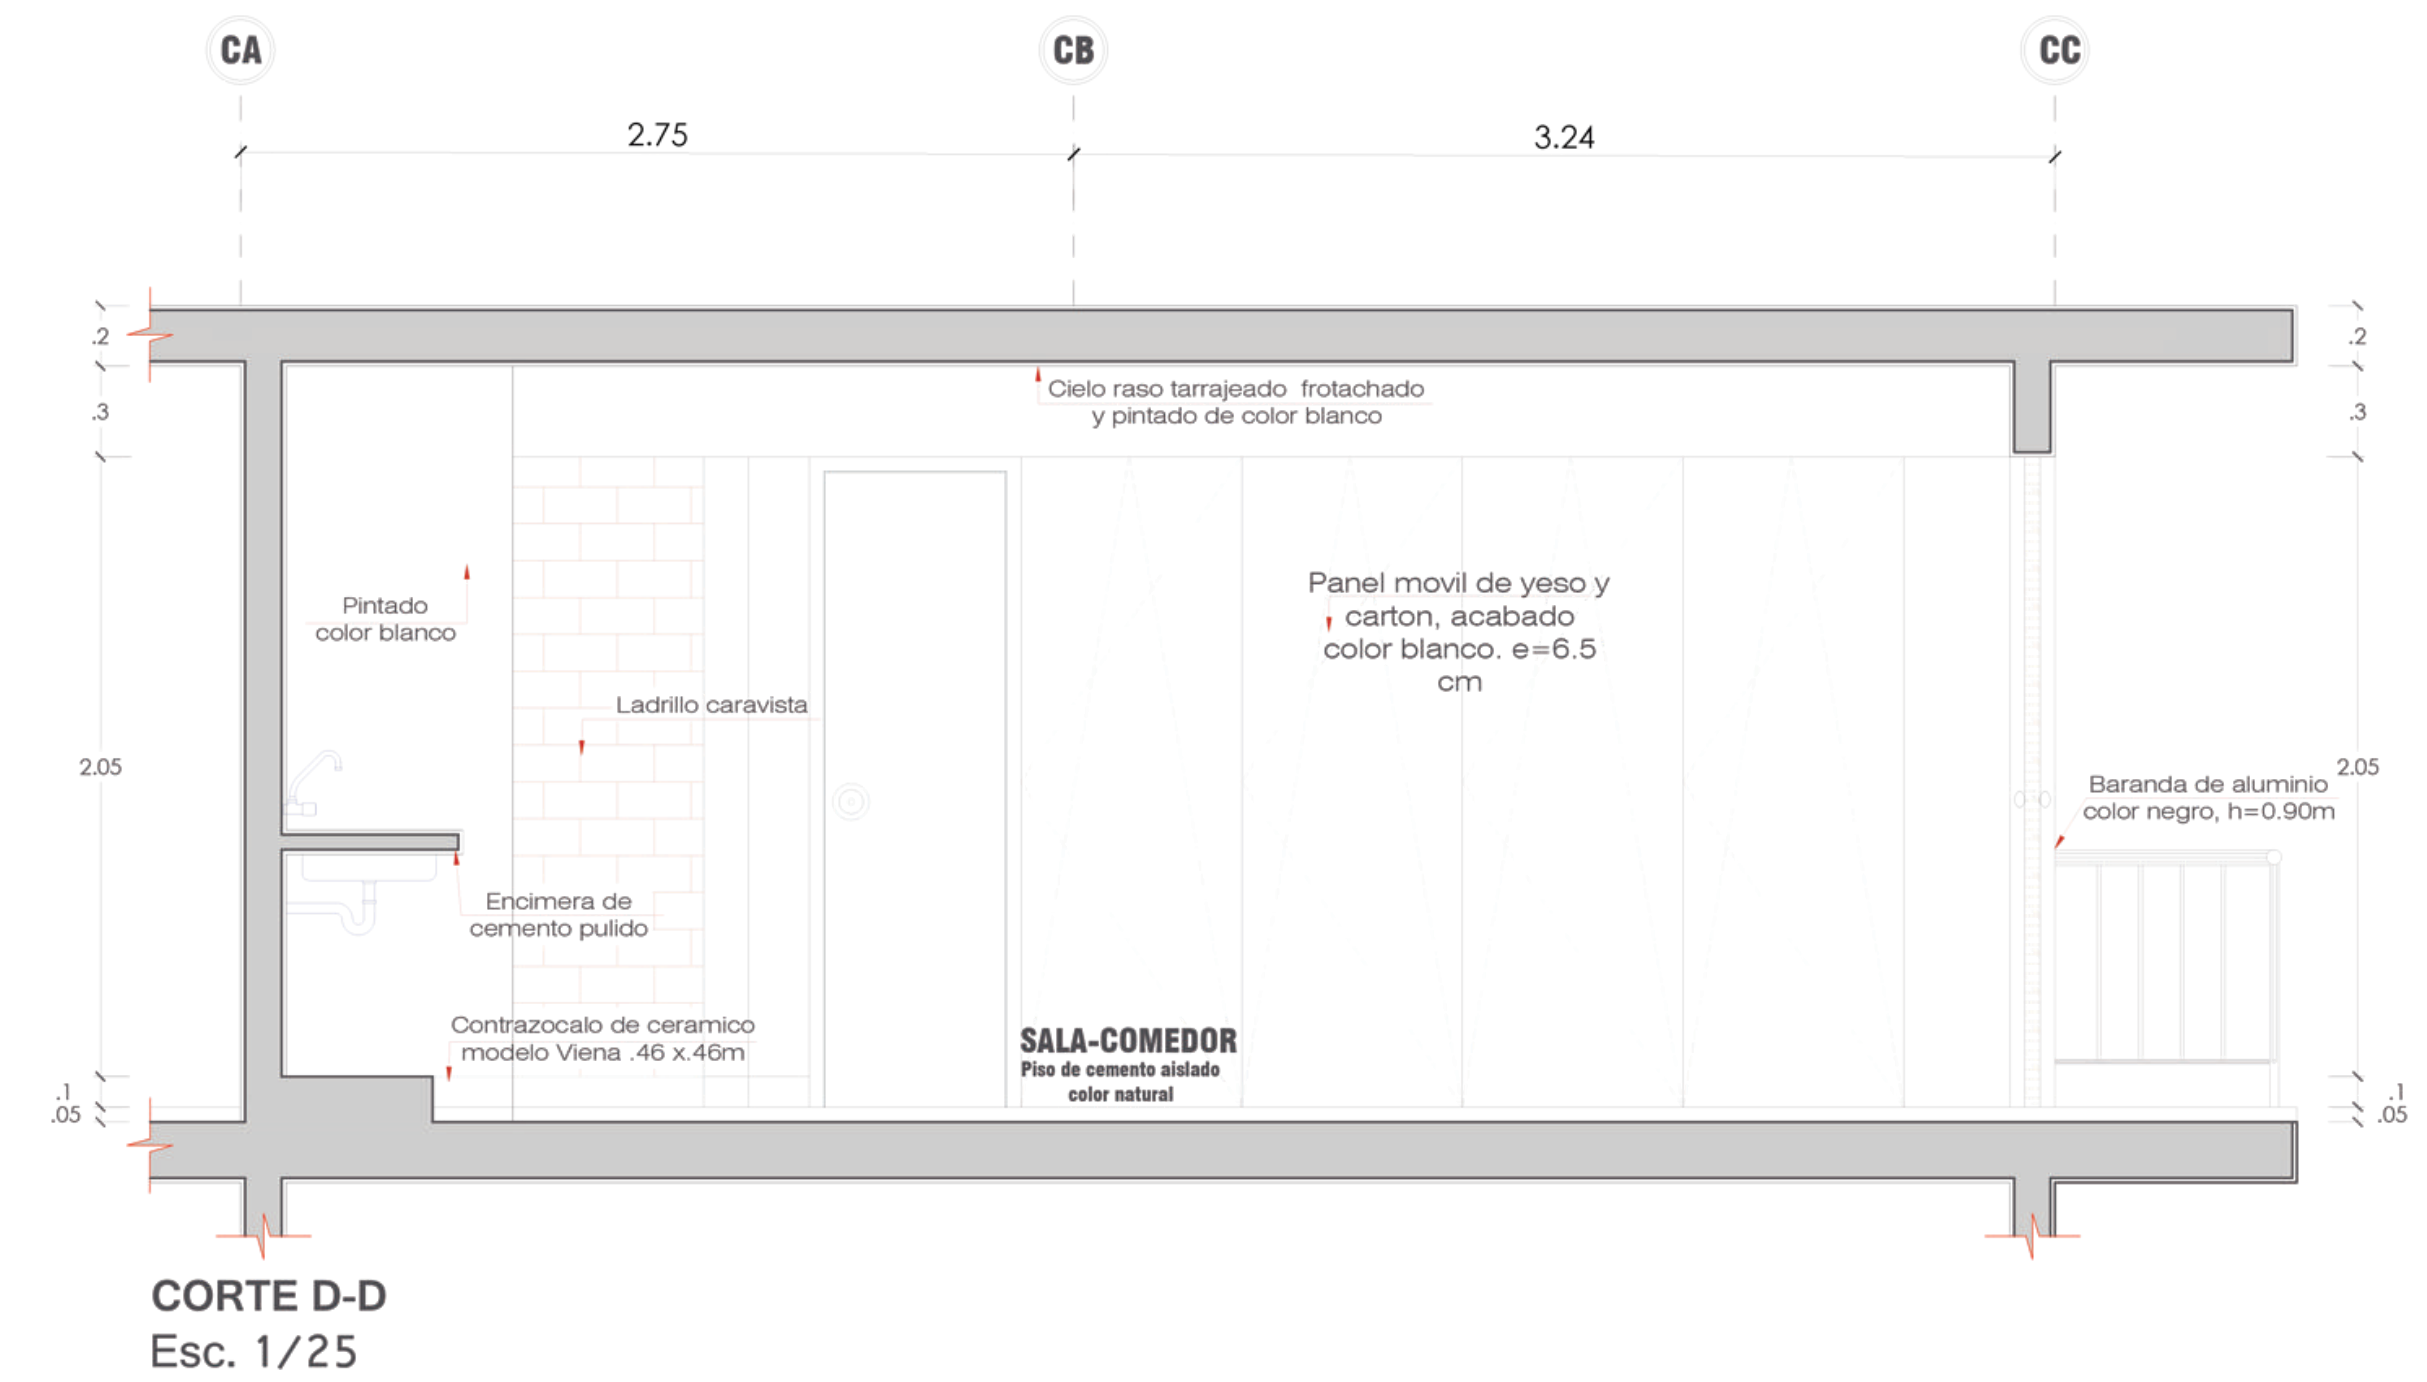 CA
CB
CC
2.75
3.24
.2
.2
Cielo raso tarrajeado frotachado
y pintado de color blanco
.3
.3
Panel movil de yeso y
carton, acabado
color blanco. e=6.5
cm
Pintado
color blanco
Ladrillo caravista
2.05
2.05
Baranda de aluminio
color negro, h=0.90m
Encimera de
cemento pulido
Contrazocalo de ceramico
modelo Viena .46 x.46m
SALA-COMEDOR
Piso de cemento aislado
color natural
.1
.05
.1
.05
CORTE D-D
Esc. 1/25